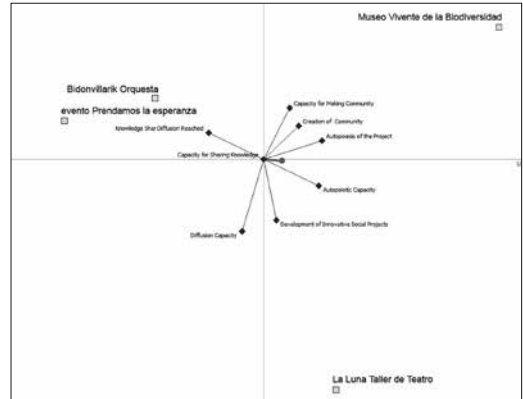 Museo Vivente de la Biodiversidad
Bidonvillarik Orquesta
evento Prendamos la esperanza
Capacity for Making Community
Creation of Community
Knowledge Shar Diffusion Reached
Autopoiesis of the Project
Capacity for Sharing Knowledge
Autopoietic Capacity
Development of Innovative Social Projects
Diffusion Capacity
La Luna Taller de Teatro